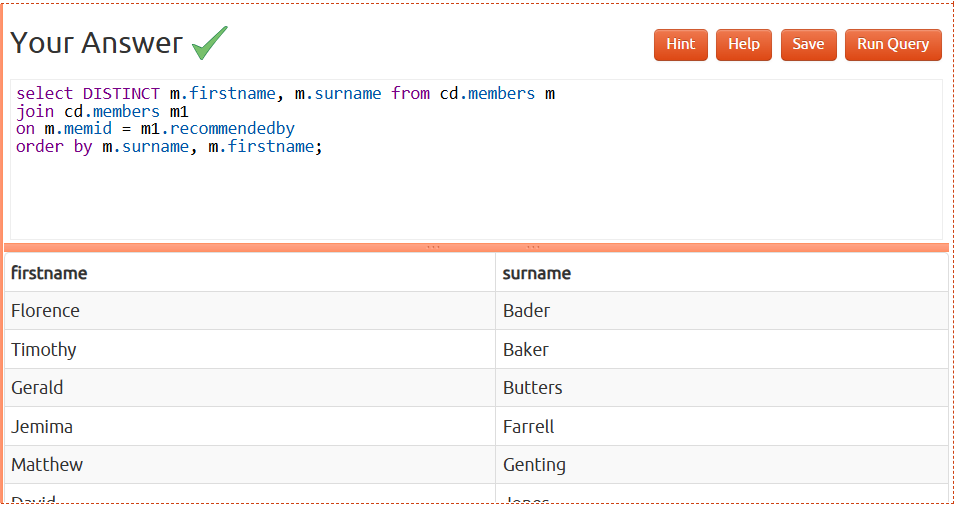 Your Answer
Hint Help Save Run Query
select DISTINCT m.firstname, m.surname from cd.members m
join cd.members m1
on m.memid = m1.recommendedby
order by m.surname, m.firstname;
firstname surname
Florence Bader
Timothy Baker
Gerald Butters
Jemima Farrell
Matthew Genting
David Jones